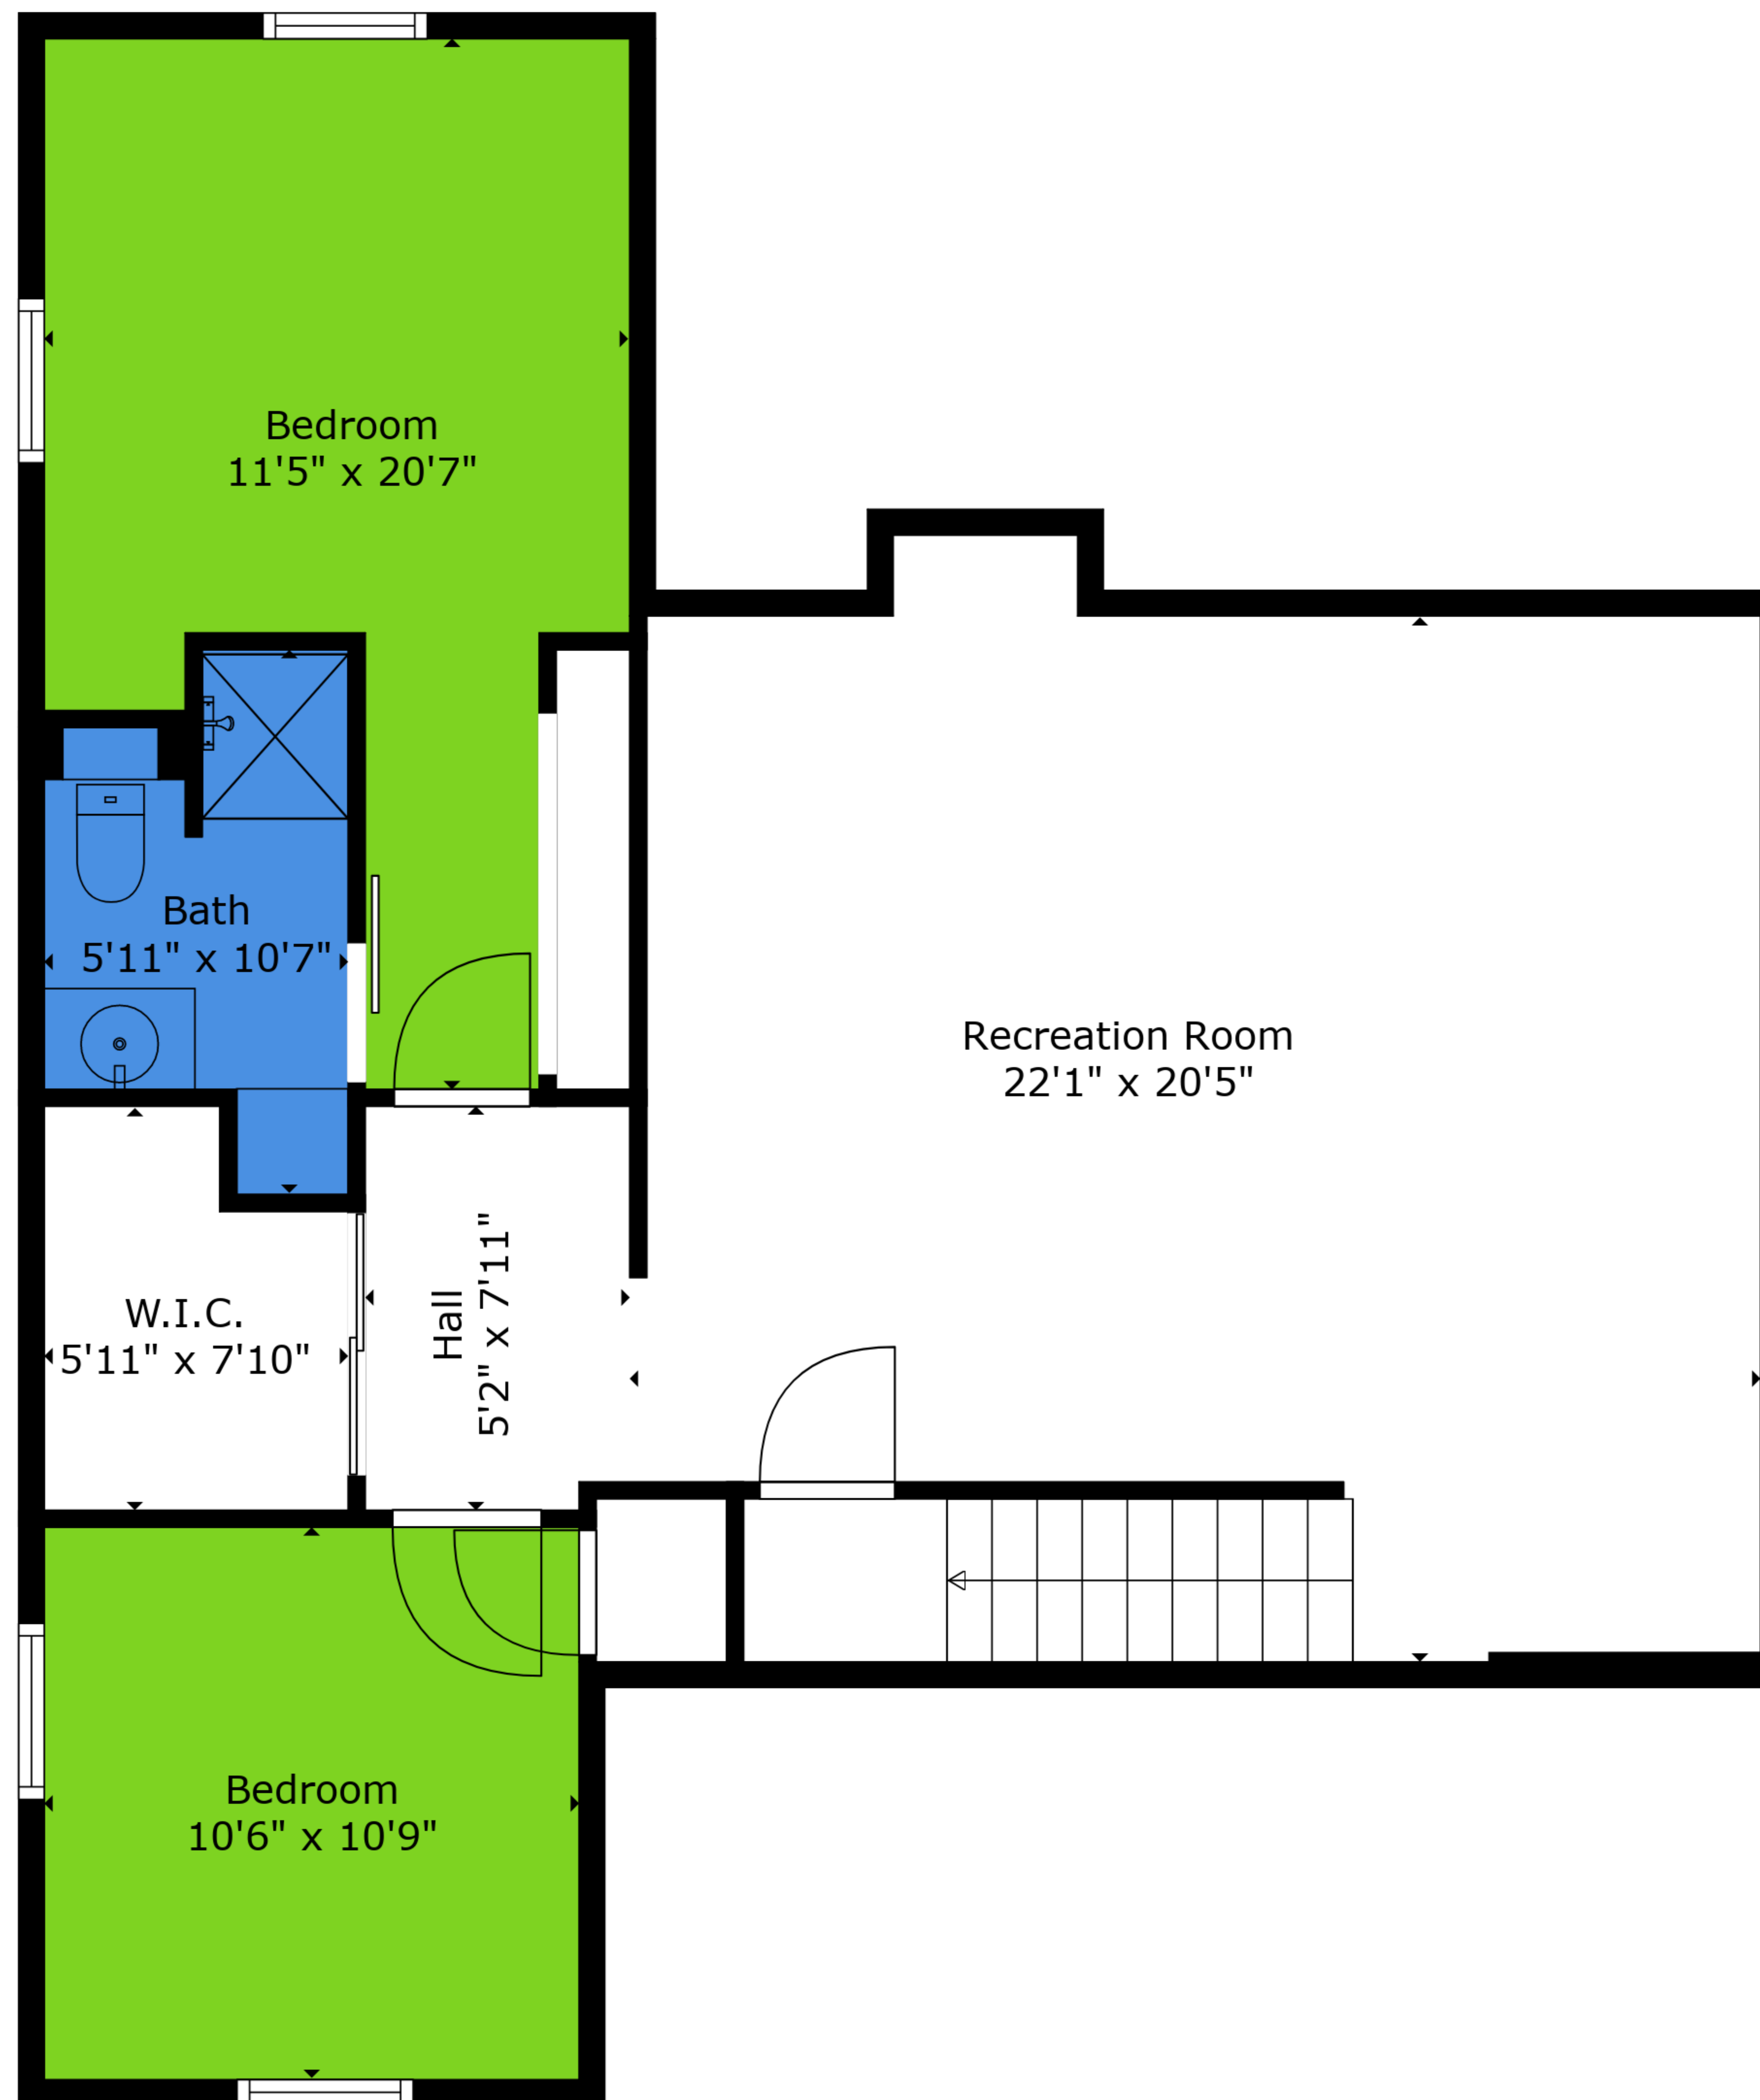 Bedroom
11'5" x 20'7"
Bath
5'11" x 10'7"
Recreation Room
22'1" x 20'5"
W.I.C.
5'11" x 7'10"
Hall
5'2" x 7'11"
Bedroom
10'6" x 10'9"